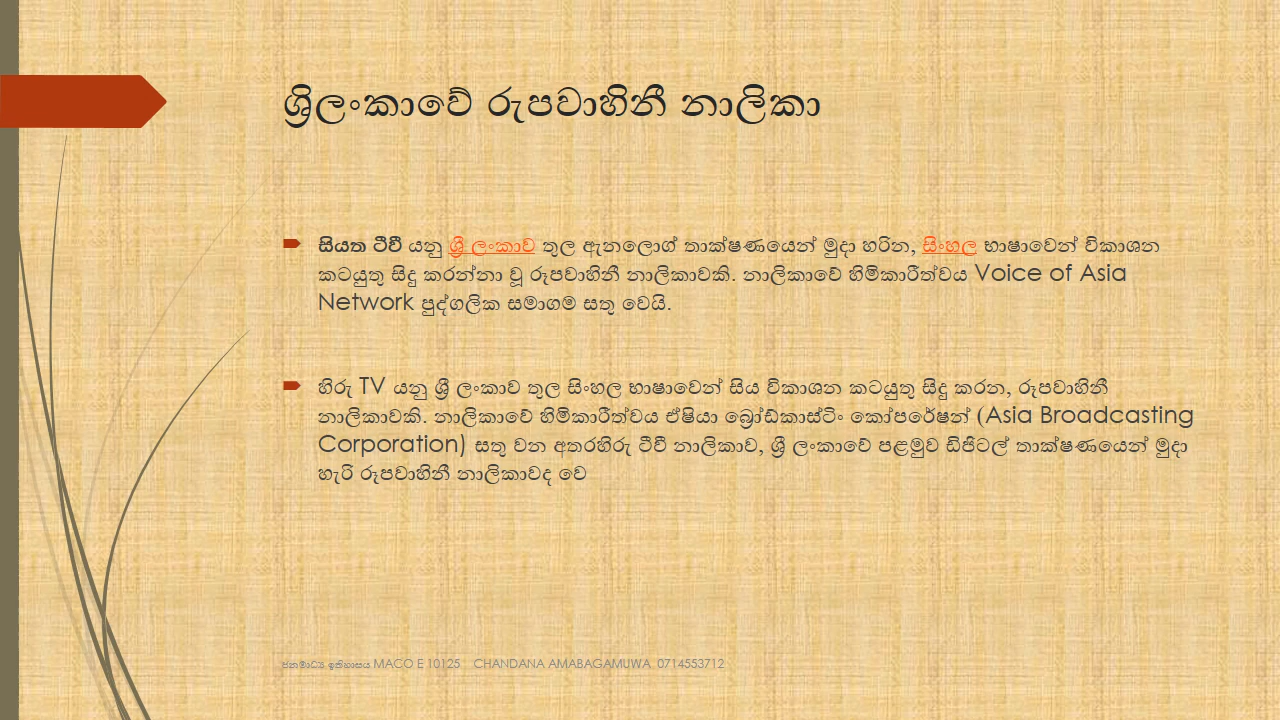 ශ්‍රීලංකාවේ රුපවාහිනී නාලිකා
සියත ටීවී යනු ශ්‍රී ලංකාව තුල ඇනලොග් තාක්ෂණයෙන් මුදා හරින, සිංහල භාෂාවෙන් විකාශන
කටයුතු සිදු කරන්නා වූ රූපවාහිනී නාලිකාවකි. නාලිකාවේ හිමිකාරීත්වය Voice of Asia
Network පුද්ගලික සමාගම සතු වෙයි.
හිරු TV යනු ශ්‍රී ලංකාව තුල සිංහල භාෂාවෙන් සිය විකාශන කටයුතු සිදු කරන, රූපවාහිනී
නාලිකාවකි. නාලිකාවේ හිමිකාරීත්වය ඒෂියා බ්‍රෝඩ්කාස්ටිං කෝපරේෂන් (Asia Broadcasting
Corporation) සතු වන අතරහිරු ටීවී නාලිකාව, ශ්‍රී ලංකාවේ පළමුව ඩිජිටල් තාක්ෂණයෙන් මුදා
හැරි රූපවාහිනී නාලිකාවද වෙ
ජනමාධ්‍ය ඉතිහාසය MACO E 10125 CHANDANA AMABAGAMUWA 0714553712